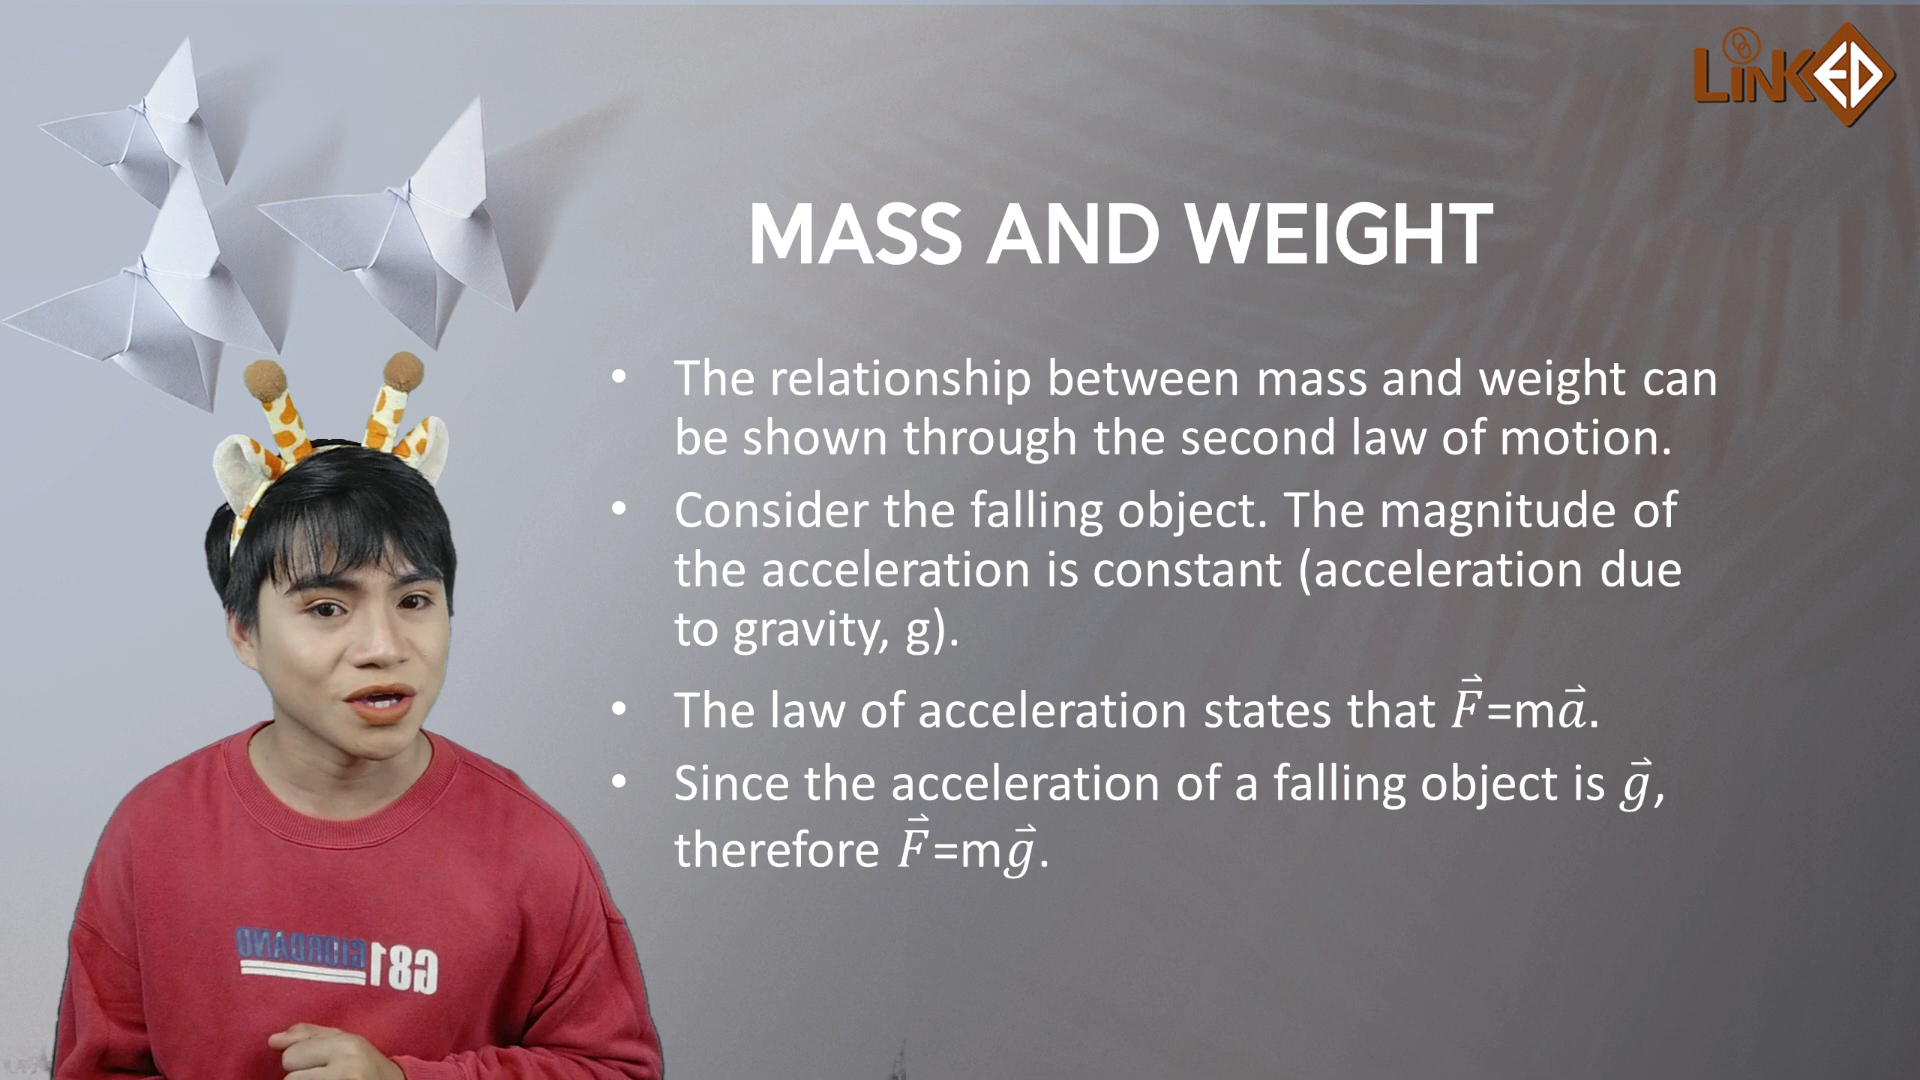 LINKED
MASS AND WEIGHT
• The relationship between mass and weight can
be shown through the second law of motion.
• Consider the falling object. The magnitude of
the acceleration is constant (acceleration due
to gravity, g).
• The law of acceleration states that F⃗=ma⃗.
• Since the acceleration of a falling object is g⃗,
therefore F⃗=mg⃗.
G81 GIORDANO